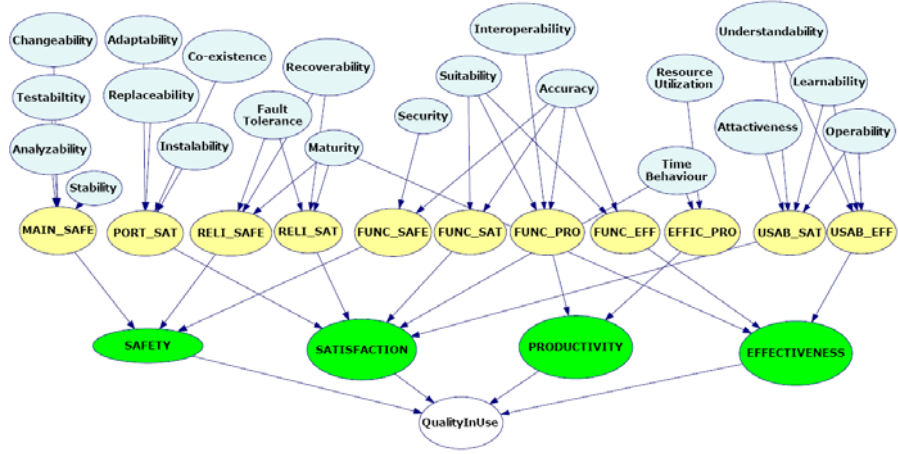 Changeability
Adaptability
Co-existence
Recoverability
Interoperability
Understandability
Suitability
Accuracy
Resource
Utilization
Learnability
Testabiltity
Replaceability
Fault
Tolerance
Security
Attactiveness
Operability
Analyzability
Instalability
Maturity
Time
Behaviour
Stability
MAIN_SAFE
PORT_SAT
RELI_SAFE
RELI_SAT
FUNC_SAFE
FUNC_SAT
FUNC_PRO
FUNC_EFF
EFFIC_PRO
USAB_SAT
USAB_EFF
SAFETY
SATISFACTION
PRODUCTIVITY
EFFECTIVENESS
QualityInUse